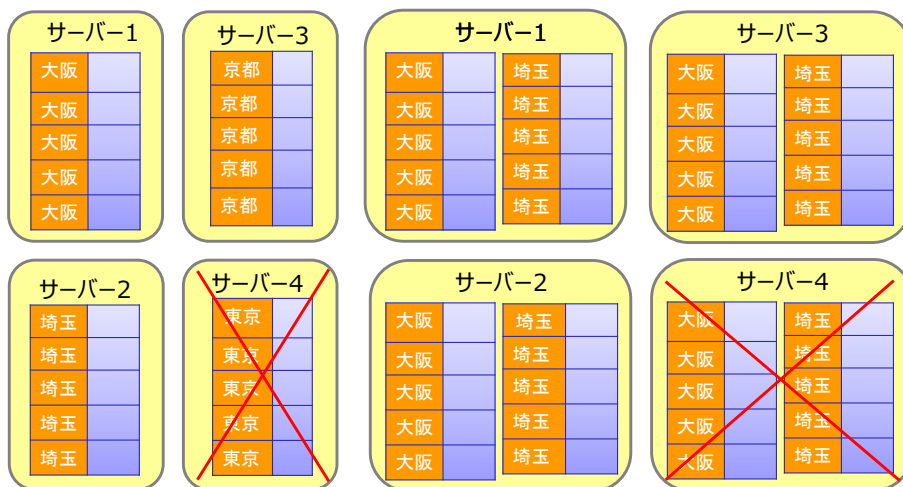 サーバー1
大阪
大阪
大阪
大阪
大阪
サーバー3
京都
京都
京都
京都
京都
サーバー1
大阪 埼玉
大阪 埼玉
大阪 埼玉
大阪 埼玉
大阪 埼玉
サーバー3
大阪 埼玉
大阪 埼玉
大阪 埼玉
大阪 埼玉
大阪 埼玉
サーバー2
埼玉
埼玉
埼玉
埼玉
埼玉
サーバー4
東京
東京
東京
東京
東京
サーバー2
大阪 埼玉
大阪 埼玉
大阪 埼玉
大阪 埼玉
大阪 埼玉
サーバー4
大阪 埼玉
大阪 埼玉
大阪 埼玉
大阪 埼玉
大阪 埼玉